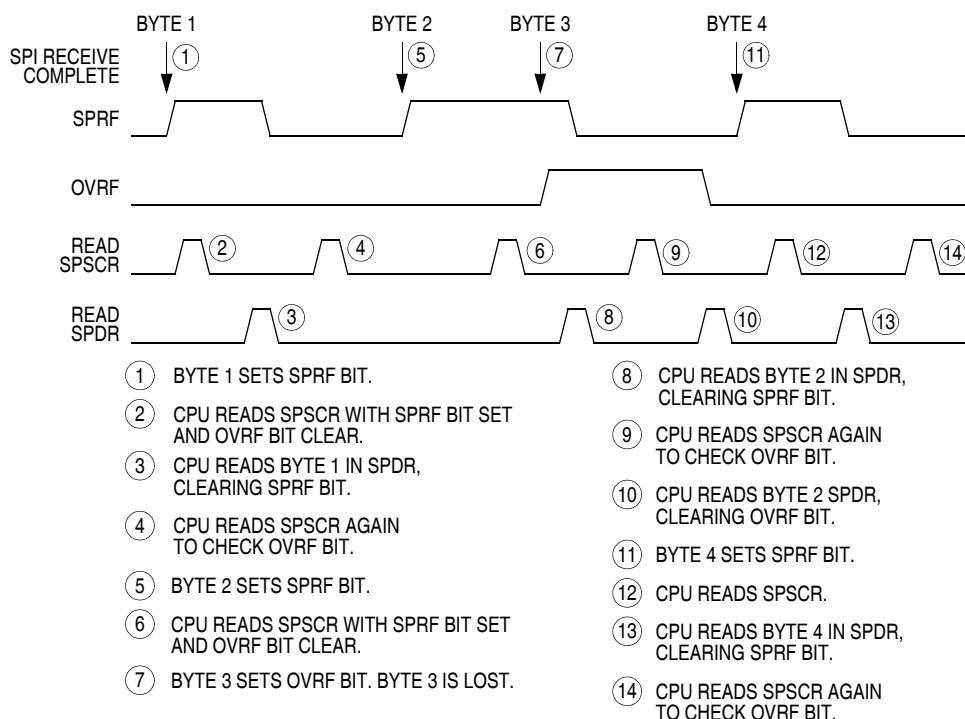 BYTE 1 BYTE 2 BYTE 3 BYTE 4
SPI RECEIVE
COMPLETE
1 5 7 11
SPRF
OVRF
READ
SPSCR
2 4 6 9 12 14
READ
SPDR
3 8 10 13
1 BYTE 1 SETS SPRF BIT.
2 CPU READS SPSCR WITH SPRF BIT SET
AND OVRF BIT CLEAR.
3 CPU READS BYTE 1 IN SPDR,
CLEARING SPRF BIT.
4 CPU READS SPSCR AGAIN
TO CHECK OVRF BIT.
5 BYTE 2 SETS SPRF BIT.
6 CPU READS SPSCR WITH SPRF BIT SET
AND OVRF BIT CLEAR.
7 BYTE 3 SETS OVRF BIT. BYTE 3 IS LOST.
8 CPU READS BYTE 2 IN SPDR,
CLEARING SPRF BIT.
9 CPU READS SPSCR AGAIN
TO CHECK OVRF BIT.
10 CPU READS BYTE 2 SPDR,
CLEARING OVRF BIT.
11 BYTE 4 SETS SPRF BIT.
12 CPU READS SPSCR.
13 CPU READS BYTE 4 IN SPDR,
CLEARING SPRF BIT.
14 CPU READS SPSCR AGAIN
TO CHECK OVRF BIT.